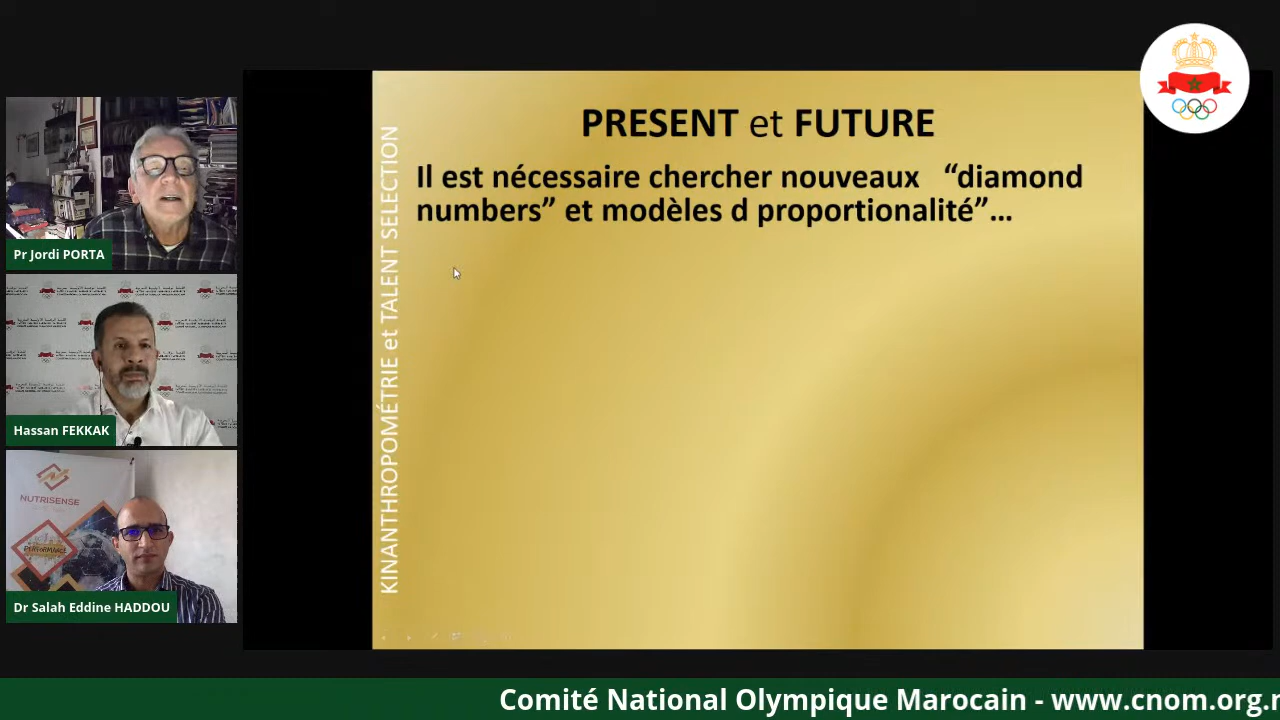 PRESENT et FUTURE
Il est nécessaire chercher nouveaux “diamond
numbers” et modèles d proportionalité”...
KINANTHROPOMÉTRIE et TALENT SELECTION
Pr Jordi PORTA
Hassan FEKKAK
NUTRISENSE
PERFORMANCE
Dr Salah Eddine HADDOU
Comité National Olympique Marocain - www.cnom.org.